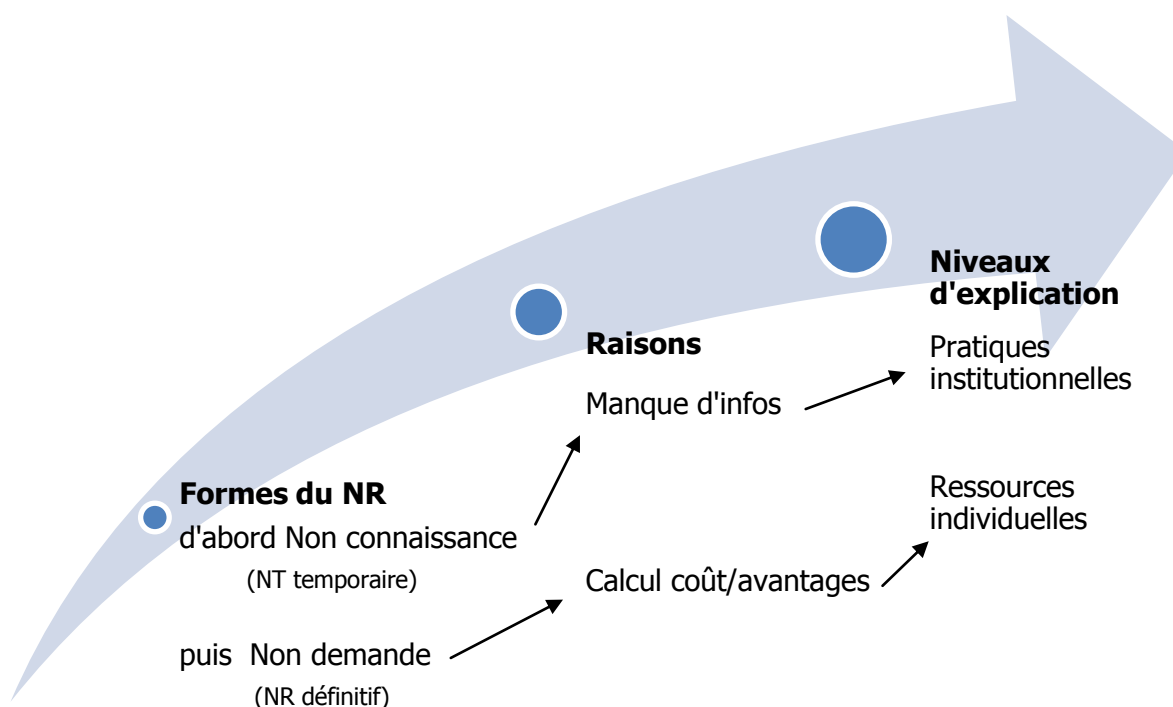 Formes du NR
d'abord Non connaissance
(NT temporaire)
puis Non demande
(NR définitif)
Raisons
Manque d'infos
Calcul coût/avantages
Niveaux
d'explication
Pratiques
institutionnelles
Ressources
individuelles